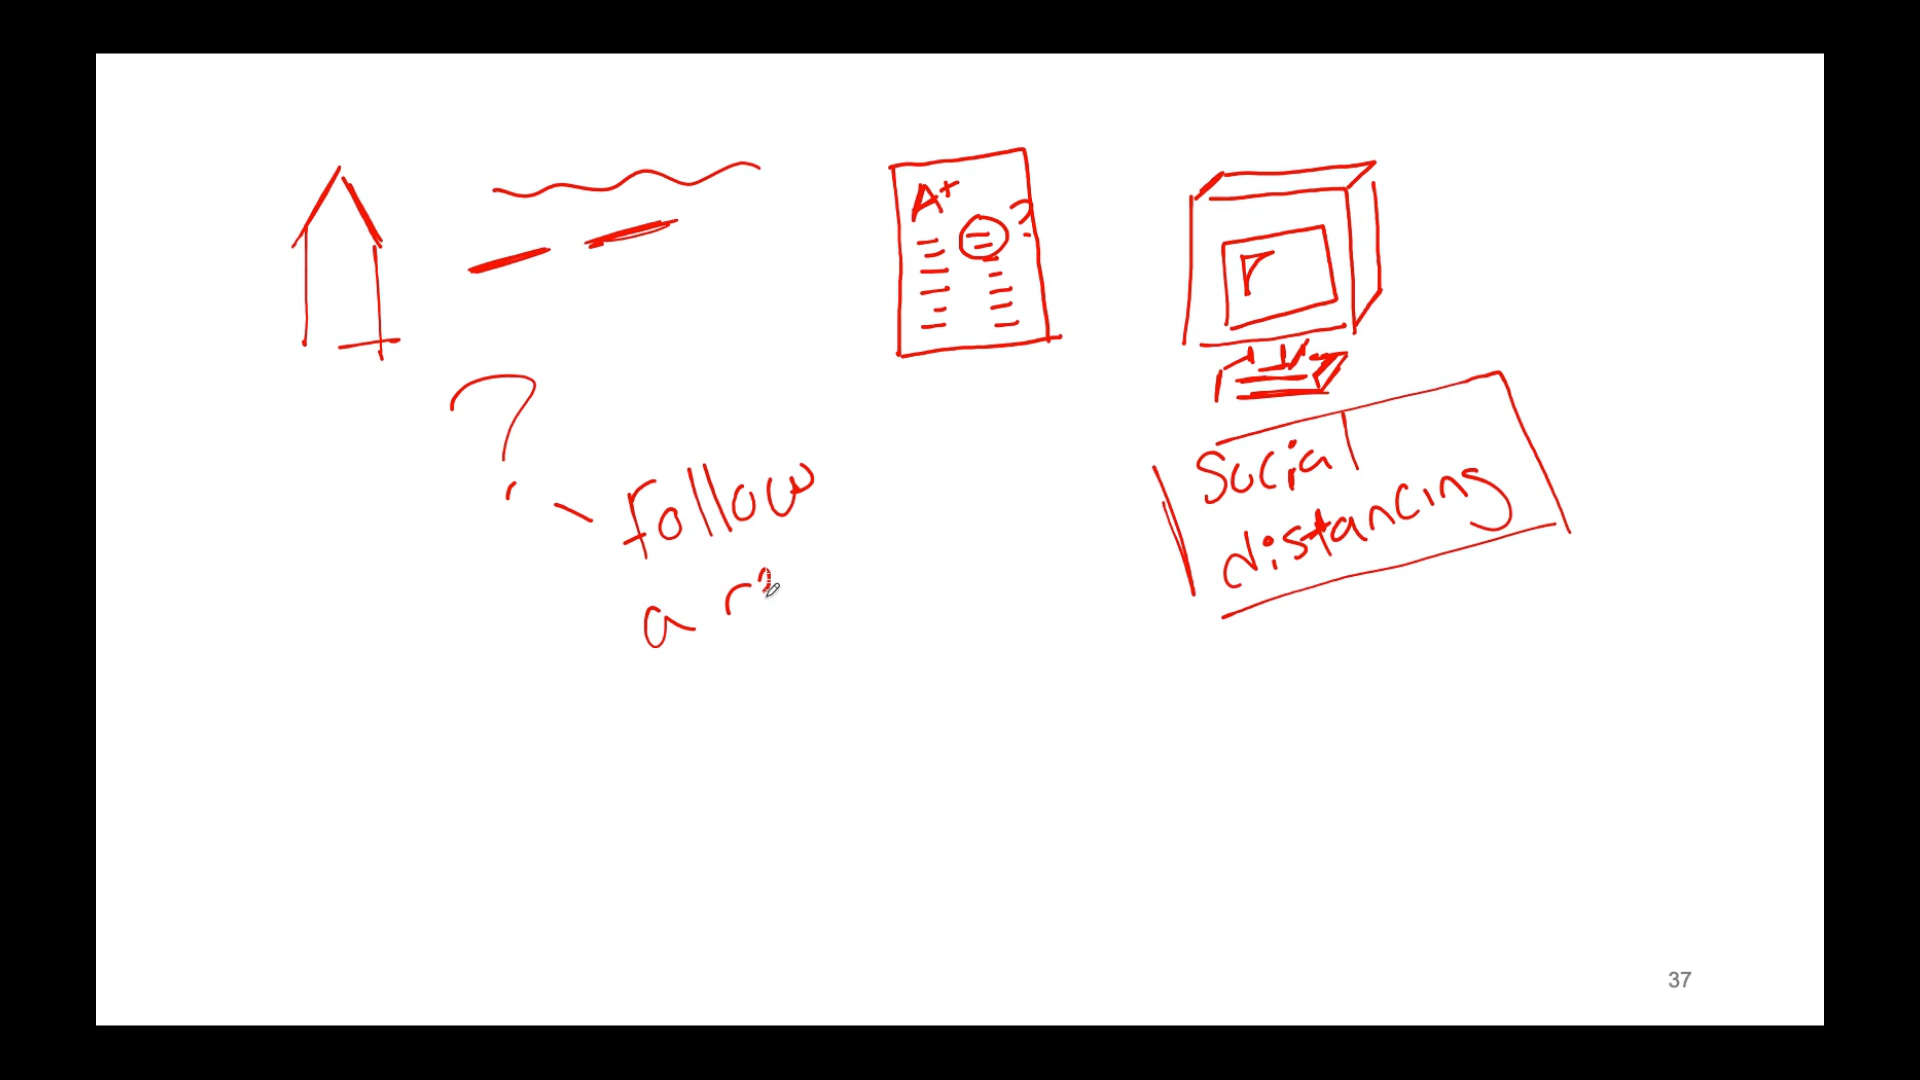 A+
?
?
follow
a
social
distancing
37